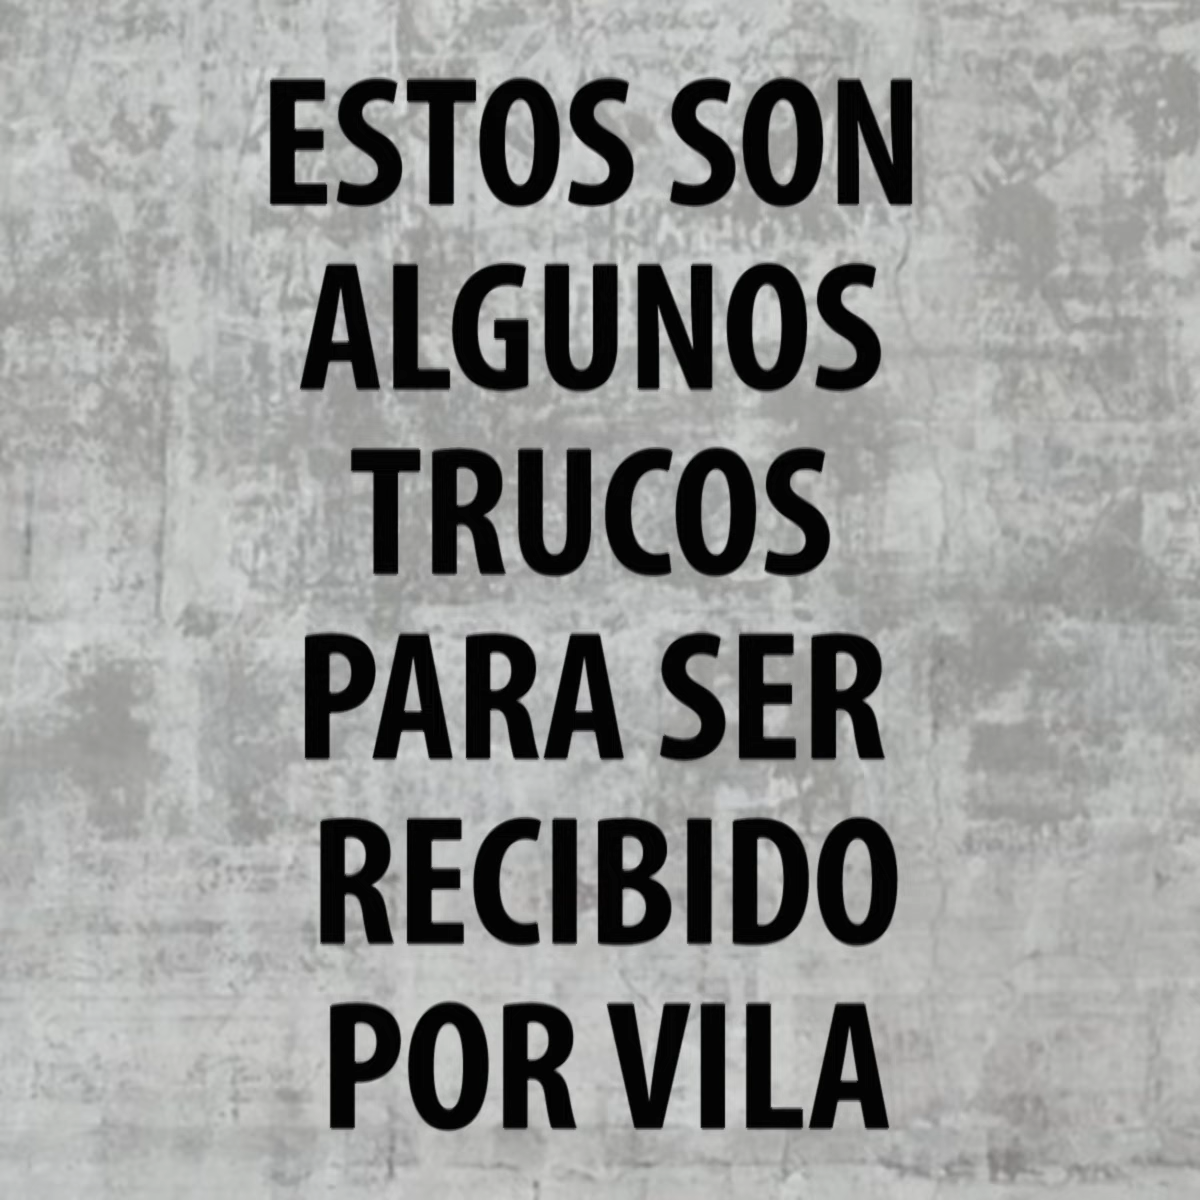 ESTOS SON
ALGUNOS
TRUCOS
PARA SER
RECIBIDO
POR VILA